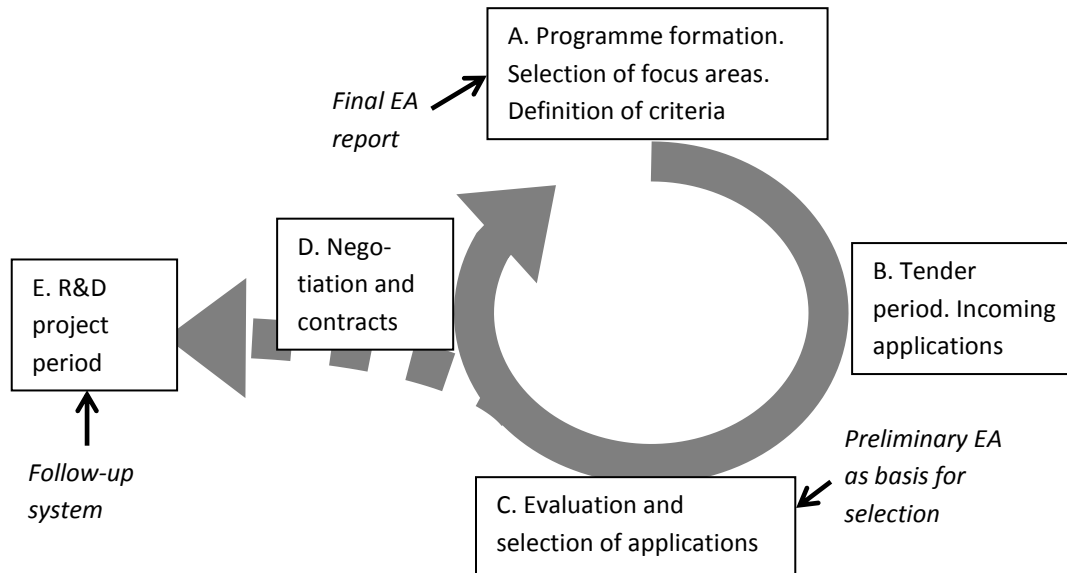 A. Programme formation.
Selection of focus areas.
Definition of criteria
Final EA
report
D. Nego-
tiation and
contracts
E. R&D
project
period
B. Tender
period. Incoming
applications
Follow-up
system
Preliminary EA
as basis for
selection
C. Evaluation and
selection of applications